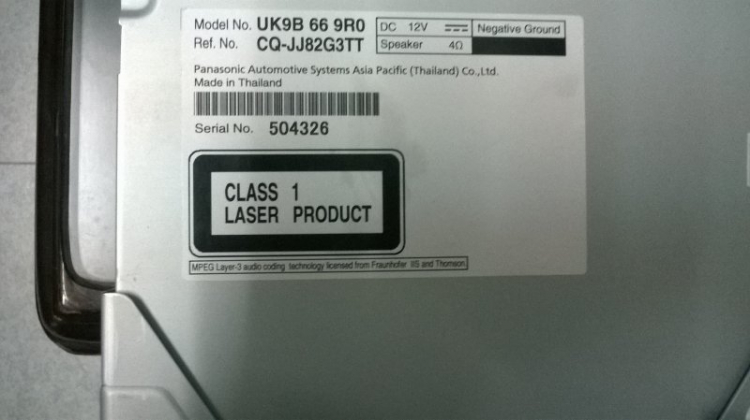 Model No. UK9B 66 9R0 DC 12V Negative Ground
Ref. No. CQ-JJ82G3TT Speaker 4Ω
Panasonic Automotive Systems Asia Pacific (Thailand) Co.,Ltd.
Made in Thailand
Serial No. 504326
CLASS 1
LASER PRODUCT
MPEG Layer-3 audio coding technology licensed from Fraunhofer IIS and Thomson.